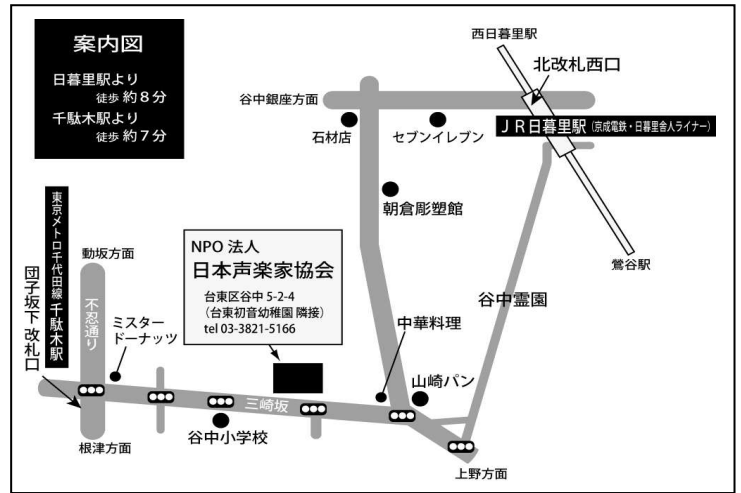 案内図
日暮里駅より
徒歩 約8分
千駄木駅より
徒歩 約7分
西日暮里駅
北改札西口
谷中銀座方面
石材店
セブンイレブン
JR日暮里駅(京成電鉄・日暮里舎人ライナー)
朝倉彫塑館
鶯谷駅
谷中霊園
NPO 法人
日本声楽家協会
台東区谷中 5-2-4
(台東初音幼稚園 隣接)
tel 03-3821-5166
東京メトロ千代田線 千駄木駅
団子坂下 改札口
動坂方面
不忍通り
ミスター
ドーナッツ
中華料理
山崎パン
三崎坂
谷中小学校
根津方面
上野方面